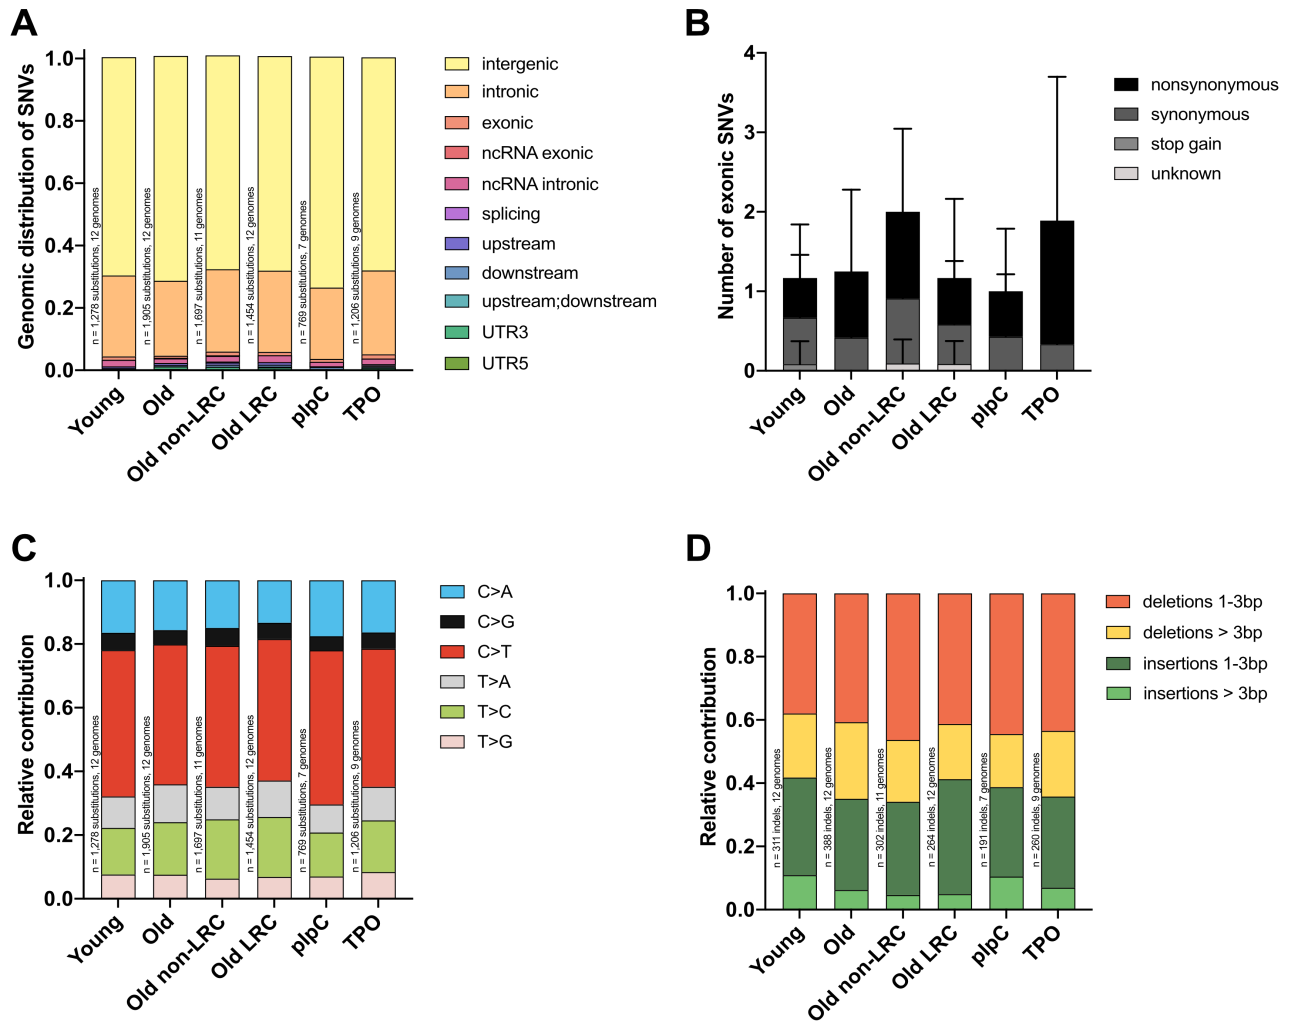 A
Genomic distribution of SNVs
1.0
0.8
0.6
0.4
0.2
0.0
n = 1,278 substitutions, 12 genomes
n = 1,905 substitutions, 12 genomes
n = 1,697 substitutions, 11 genomes
n = 1,454 substitutions, 12 genomes
n = 769 substitutions, 7 genomes
n = 1,206 substitutions, 9 genomes
Young
Old
Old non-LRC
Old LRC
pIpC
TPO
intergenic
intronic
exonic
ncRNA exonic
ncRNA intronic
splicing
upstream
downstream
upstream;downstream
UTR3
UTR5
B
Number of exonic SNVs
4
3
2
1
0
Young
Old
Old non-LRC
Old LRC
pIpC
TPO
nonsynonymous
synonymous
stop gain
unknown
C
Relative contribution
1.0
0.8
0.6
0.4
0.2
0.0
n = 1,278 substitutions, 12 genomes
n = 1,905 substitutions, 12 genomes
n = 1,697 substitutions, 11 genomes
n = 1,454 substitutions, 12 genomes
n = 769 substitutions, 7 genomes
n = 1,206 substitutions, 9 genomes
Young
Old
Old non-LRC
Old LRC
pIpC
TPO
C>A
C>G
C>T
T>A
T>C
T>G
D
Relative contribution
1.0
0.8
0.6
0.4
0.2
0.0
n = 311 indels, 12 genomes
n = 388 indels, 12 genomes
n = 302 indels, 11 genomes
n = 264 indels, 12 genomes
n = 191 indels, 7 genomes
n = 260 indels, 9 genomes
Young
Old
Old non-LRC
Old LRC
pIpC
TPO
deletions 1-3bp
deletions > 3bp
insertions 1-3bp
insertions > 3bp